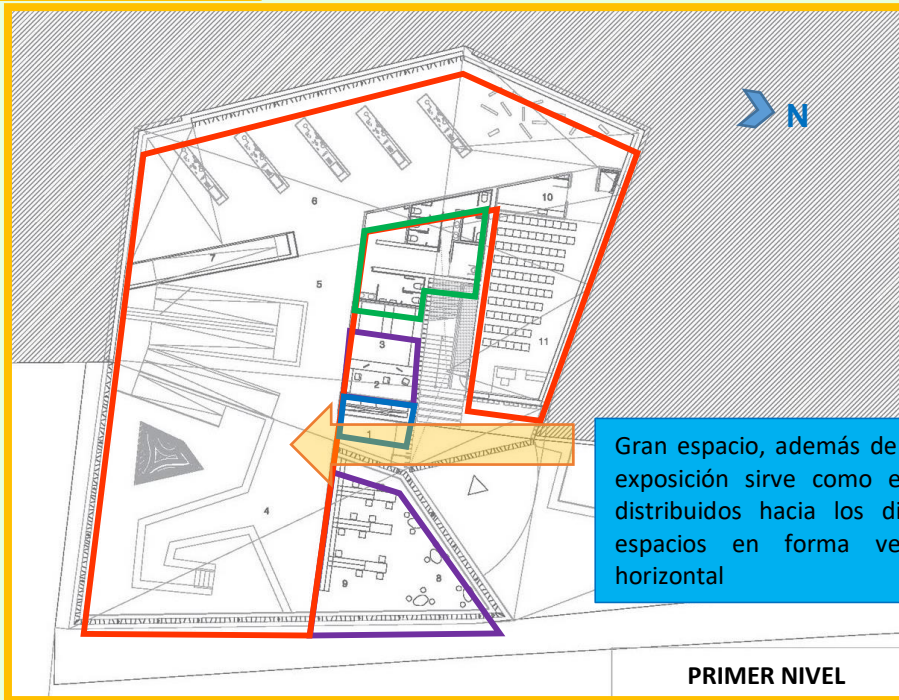 N
10
6
7
5
11
3
2
1
Gran espacio, además de
exposición sirve como e
distribuidos hacia los di
espacios en forma ve
horizontal
4
8
9
PRIMER NIVEL